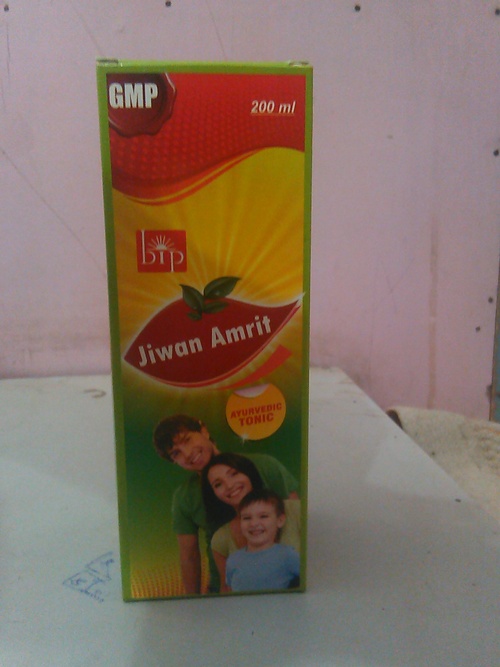 GMP
200 ml
bip
Jiwan Amrit
AYURVEDIC
TONIC